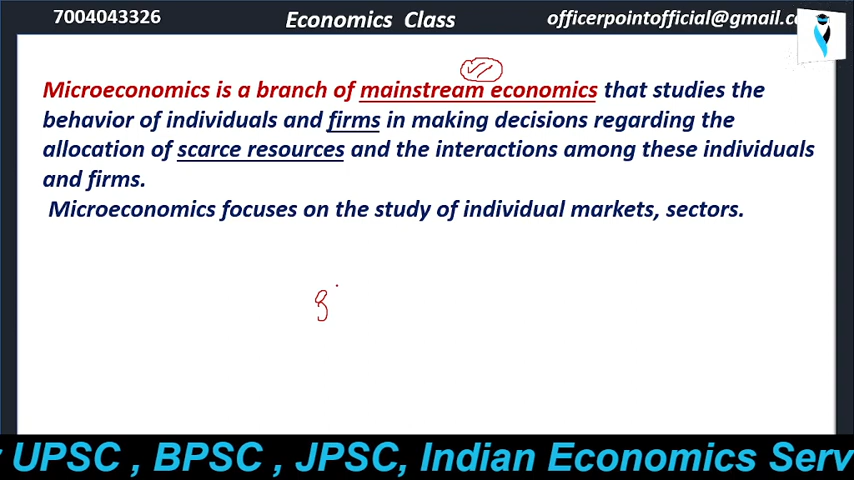 7004043326 Economics Class officerpointofficial@gmail.c
Microeconomics is a branch of mainstream economics that studies the
behavior of individuals and firms in making decisions regarding the
allocation of scarce resources and the interactions among these individuals
and firms.
Microeconomics focuses on the study of individual markets, sectors.
UPSC , BPSC , JPSC, Indian Economics Serv